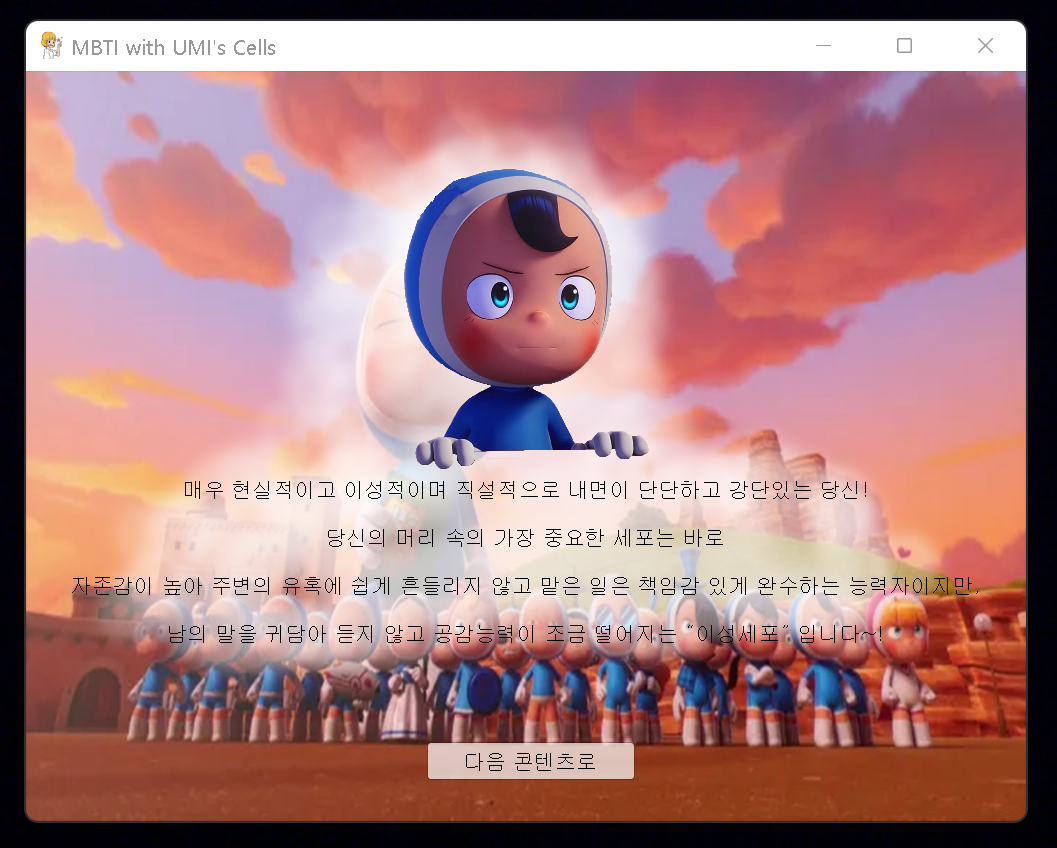 MBTI with UMI's Cells
매우 현실적이고 이성적이며 직설적으로 내면이 단단하고 강단있는 당신!
당신의 머리 속의 가장 중요한 세포는 바로
자존감이 높아 주변의 유혹에 쉽게 흔들리지 않고 맡은 일은 책임감 있게 완수하는 능력자이지만,
남의 말을 귀담아 듣지 않고 공감능력이 조금 떨어지는 “이성세포” 입니다~!
다음 콘텐츠로